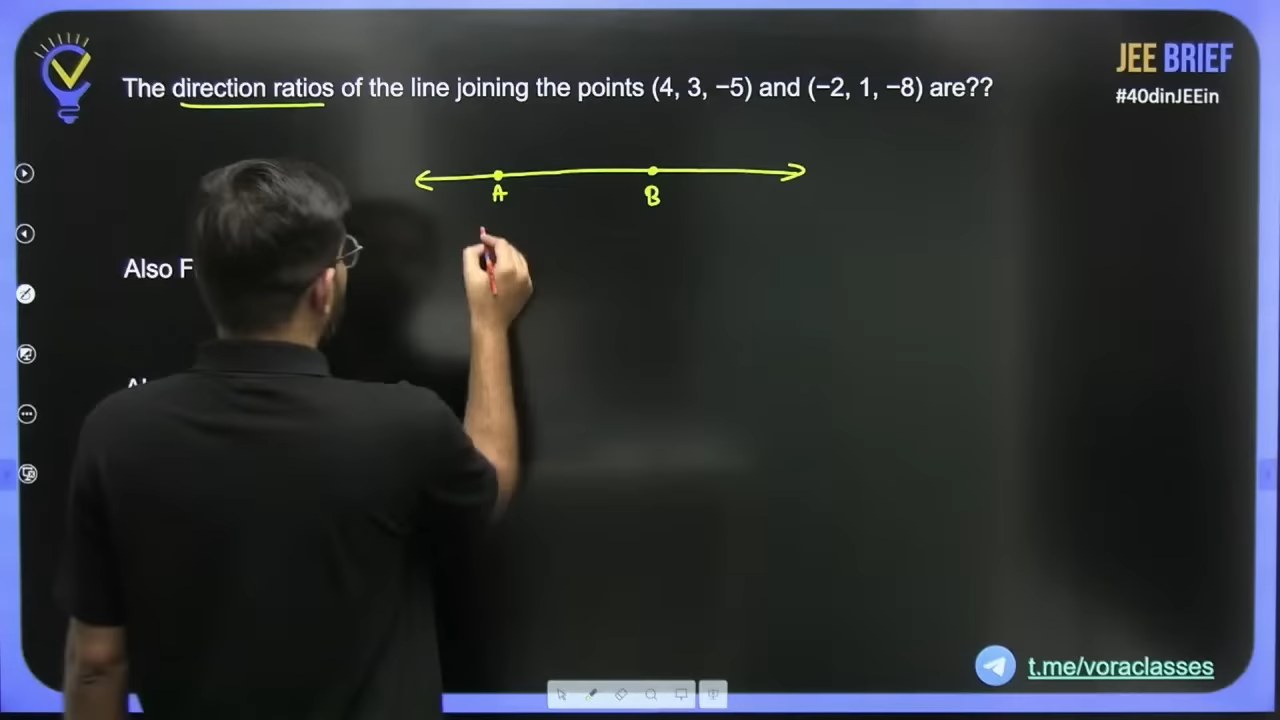 JEE BRIEF
#40dinJEEin
The direction ratios of the line joining the points (4, 3, −5) and (−2, 1, −8) are??
A B
Also
t.me/voraclasses